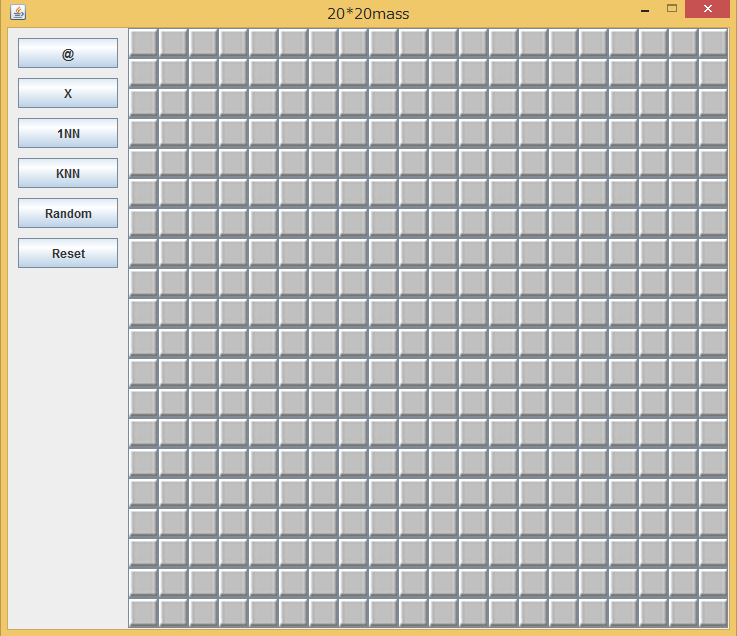 20*20mass
@
X
1NN
KNN
Random
Reset